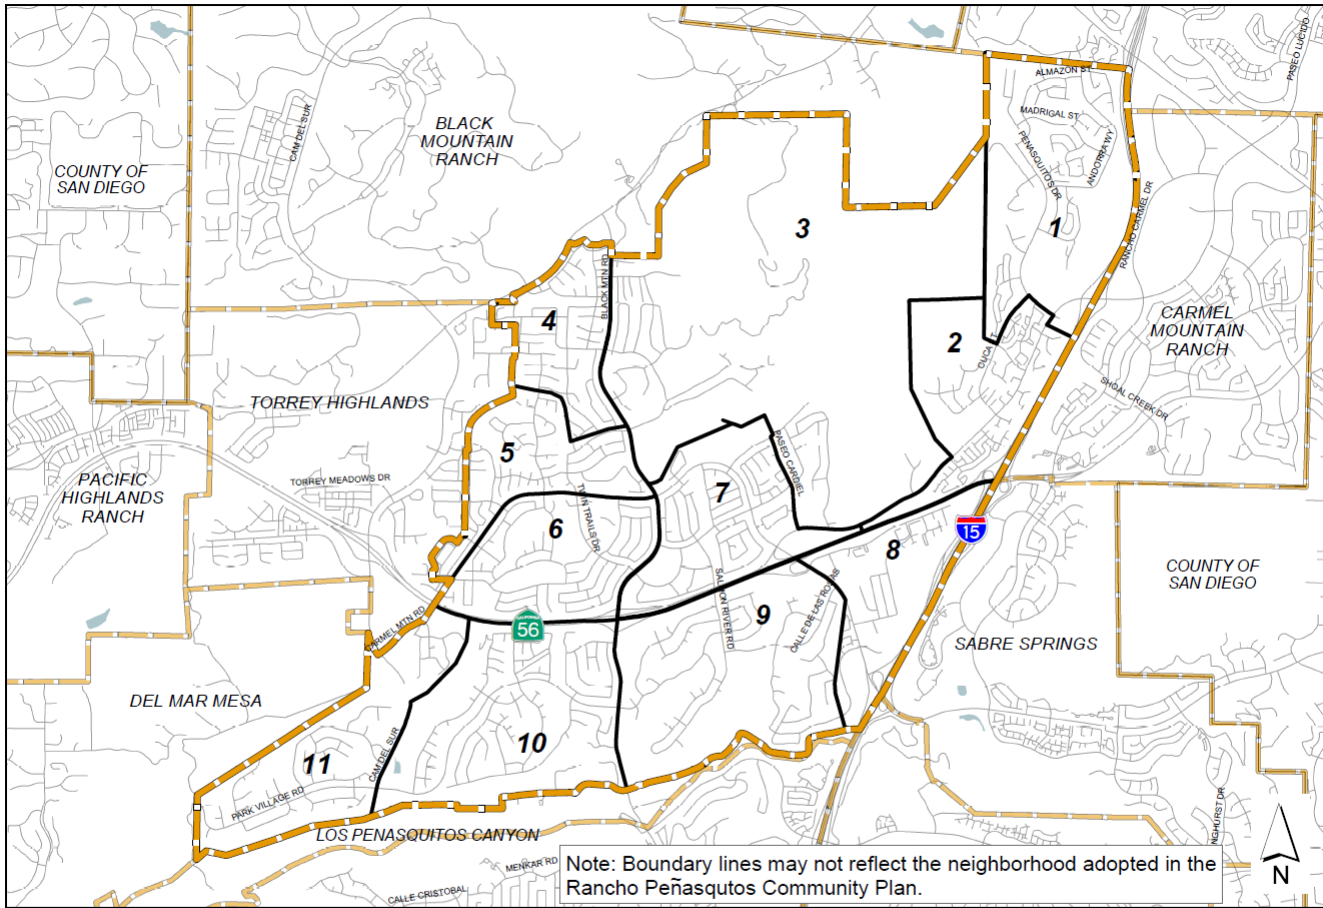 PASEO LUCIDO
ALMAZON ST
MADRIGAL ST
PENASQUITOS DR
ANDORRA WY
CAM DEL SUR
BLACK
MOUNTAIN
RANCH
COUNTY OF
SAN DIEGO
3
1
RANCHO CARMEL DR
BLACK MTN RD
4
2
CARMEL
MOUNTAIN
RANCH
SHOAL CREEK DR
TORREY HIGHLANDS
5
PASEO CARDIEL
7
PACIFIC
HIGHLANDS
RANCH
TORREY MEADOWS DR
TWIN TRAILS DR
6
15
8
COUNTY OF
SAN DIEGO
SALMON RIVER RD
CALLE DE LAS ROSAS
9
CARMEL MTN RD
56
SABRE SPRINGS
DEL MAR MESA
10
CAM DEL SUR
11
PARK VILLAGE RD
LOS PENASQUITOS CANYON
MENKAR RD
CALLE CRISTOBAL
Note: Boundary lines may not reflect the neighborhood adopted in the
Rancho Peñasqutos Community Plan.
N